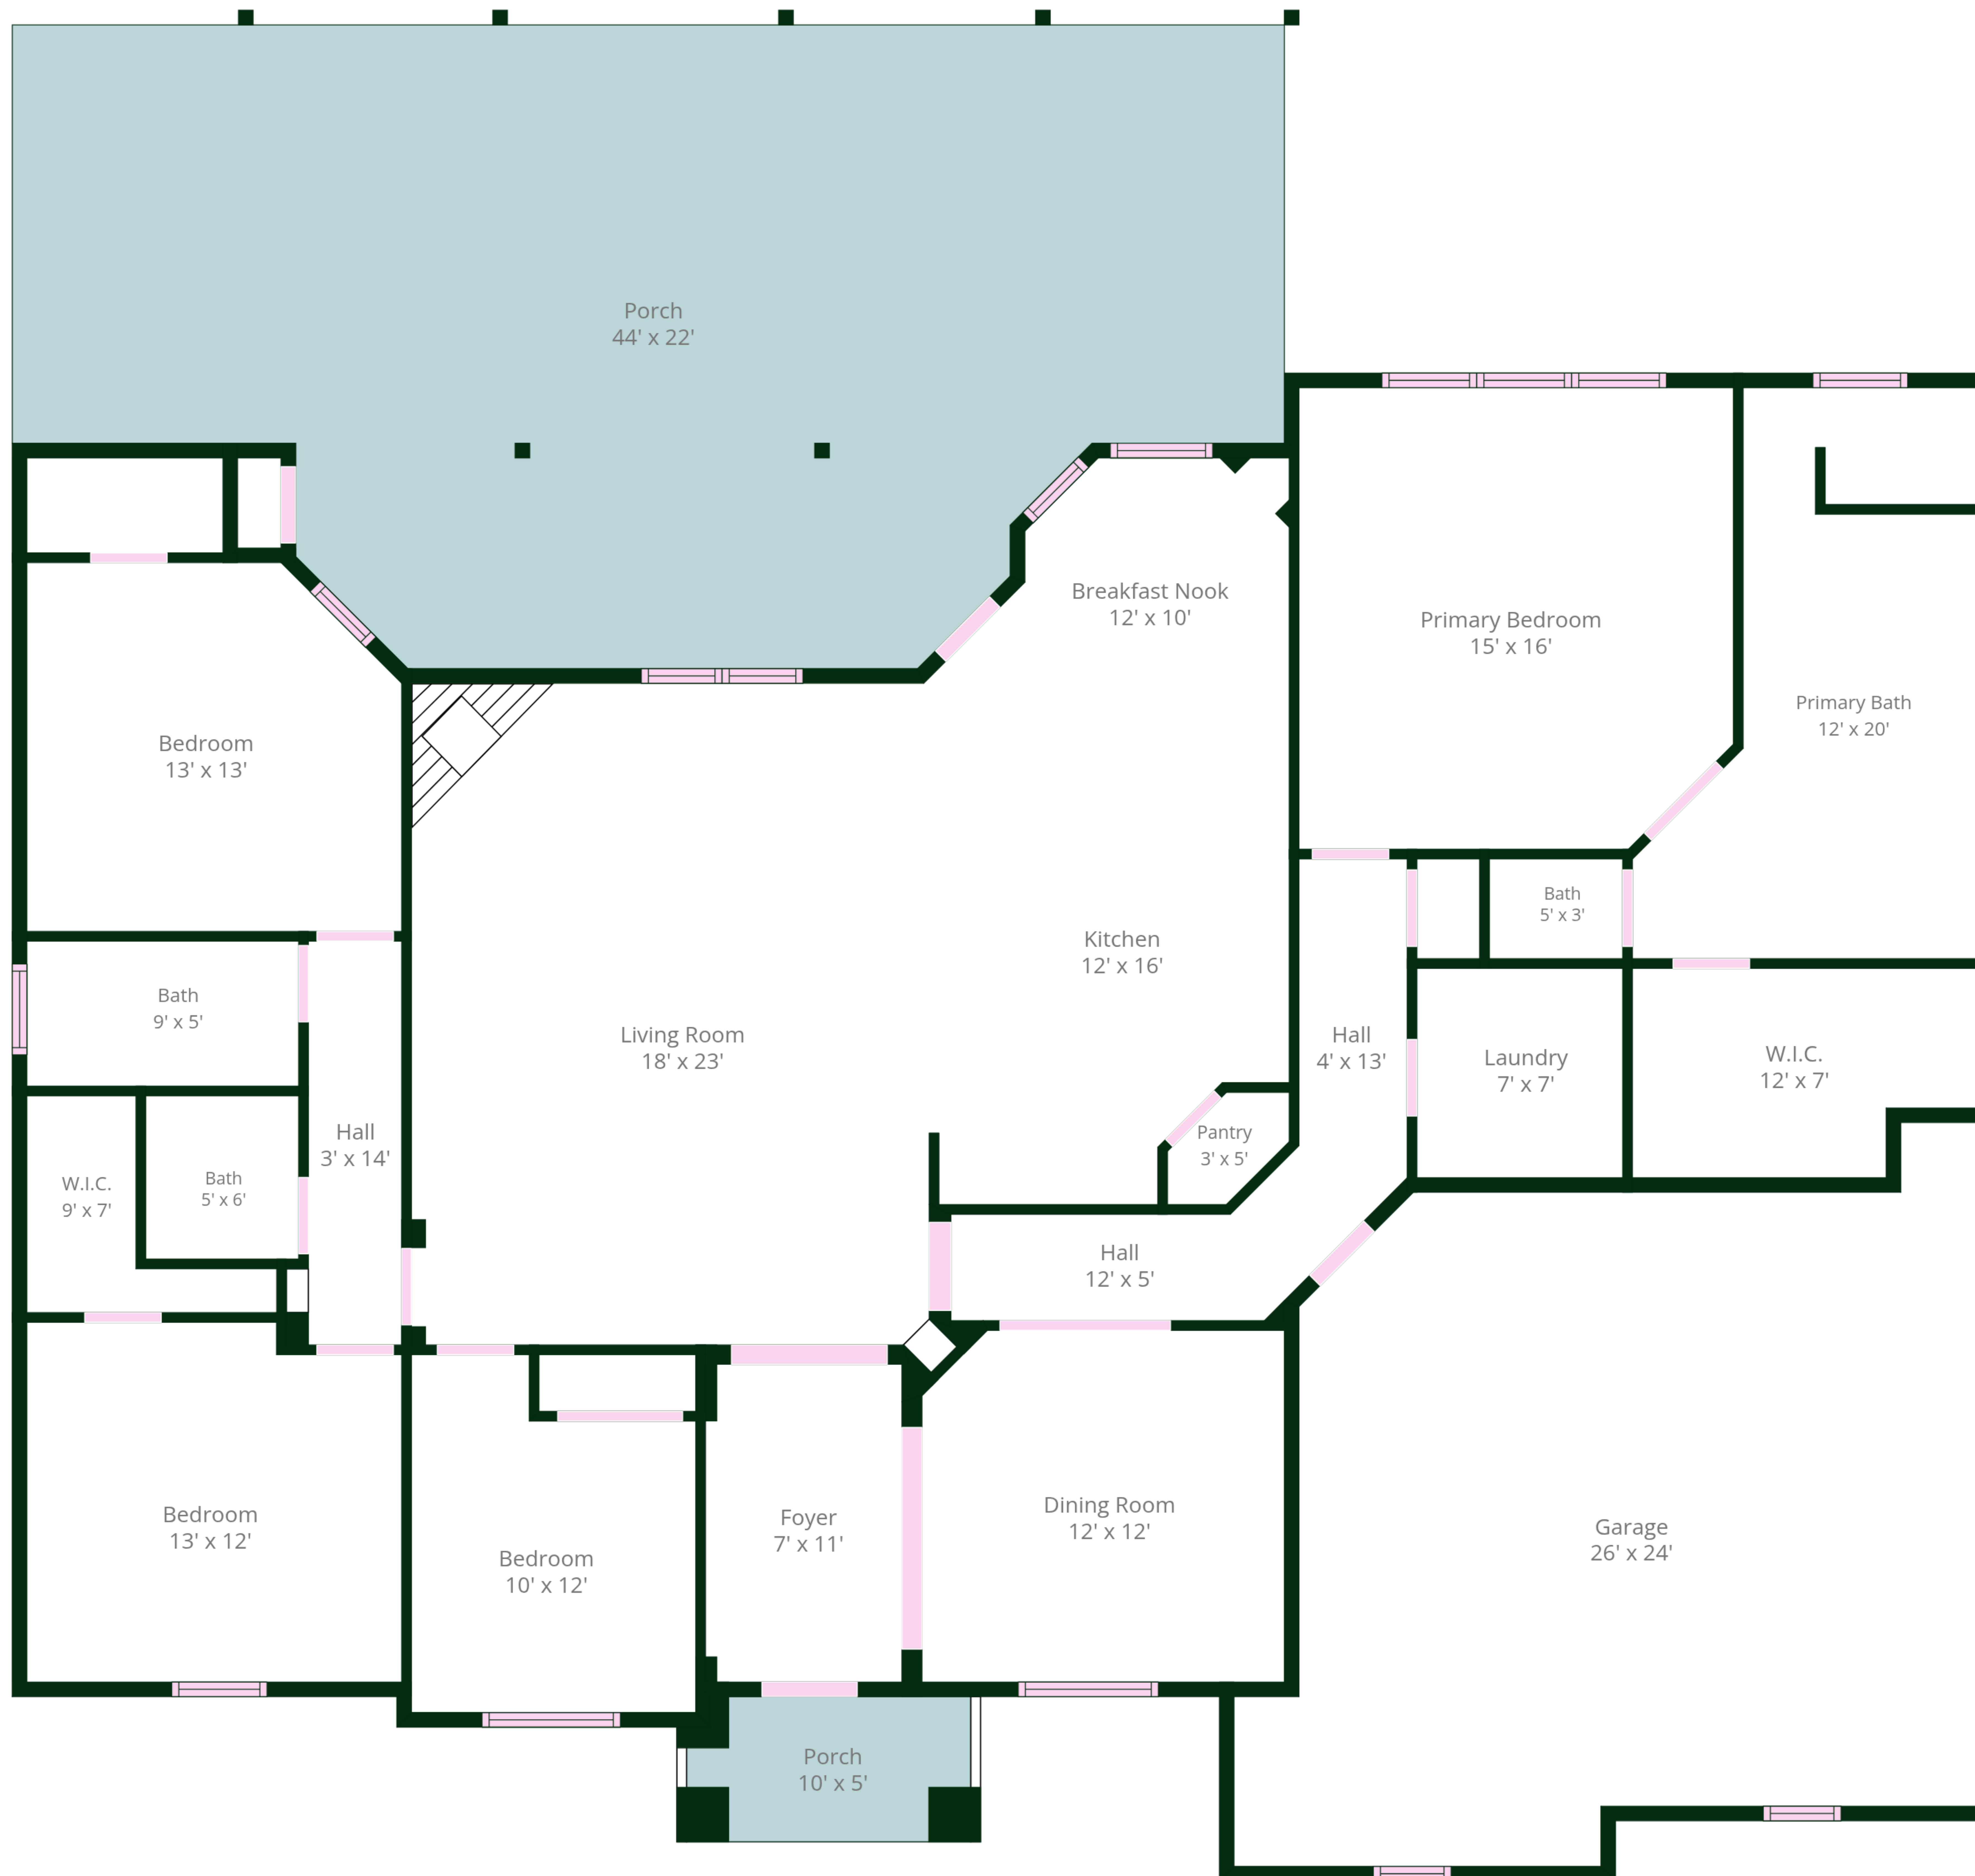 Porch
44' x 22'
Breakfast Nook
12' x 10'
Primary Bedroom
15' x 16'
Primary Bath
12' x 20'
Bedroom
13' x 13'
Bath
5' x 3'
Kitchen
12' x 16'
Bath
9' x 5'
Living Room
18' x 23'
Hall
4' x 13'
Laundry
7' x 7'
W.I.C.
12' x 7'
Hall
3' x 14'
Pantry
3' x 5'
W.I.C.
9' x 7'
Bath
5' x 6'
Hall
12' x 5'
Bedroom
13' x 12'
Foyer
7' x 11'
Dining Room
12' x 12'
Garage
26' x 24'
Bedroom
10' x 12'
Porch
10' x 5'